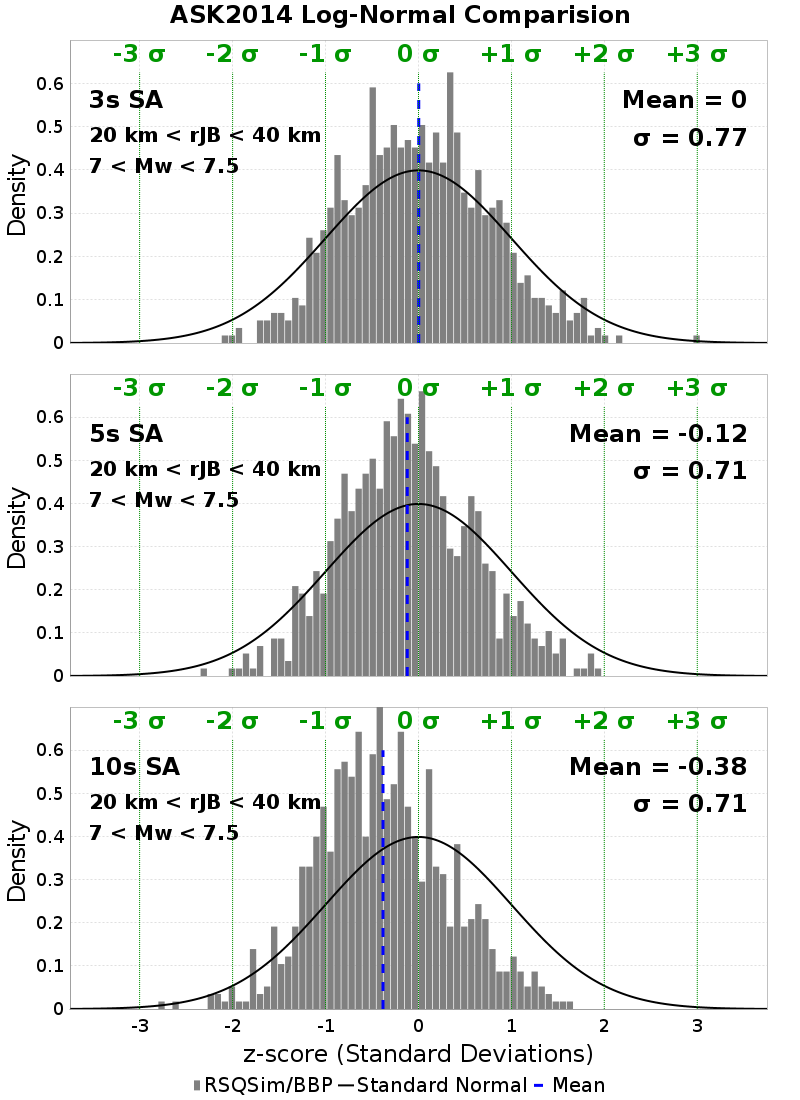 ASK2014 Log-Normal Comparision
-3 σ -2 σ -1 σ 0 σ +1 σ +2 σ +3 σ
3s SA
20 km < rJB < 40 km
7 < Mw < 7.5
Mean = 0
σ = 0.77
Density
0.6
0.5
0.4
0.3
0.2
0.1
0
-3 σ -2 σ -1 σ 0 σ +1 σ +2 σ +3 σ
5s SA
20 km < rJB < 40 km
7 < Mw < 7.5
Mean = -0.12
σ = 0.71
Density
0.6
0.5
0.4
0.3
0.2
0.1
0
-3 σ -2 σ -1 σ 0 σ +1 σ +2 σ +3 σ
10s SA
20 km < rJB < 40 km
7 < Mw < 7.5
Mean = -0.38
σ = 0.71
Density
0.6
0.5
0.4
0.3
0.2
0.1
0
-3 -2 -1 0 1 2 3
z-score (Standard Deviations)
RSQSim/BBP Standard Normal Mean